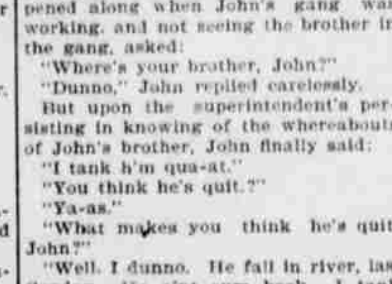 r pened along when John's gang was
working, and not seeing the brother in
the gang, asked:
"Where's your brother, John?"
"Dunno," John replied carelessly.
But upon the superintendent's per-
sisting in knowing of the whereabouts
of John's brother, John finally said:
"I tank h'm qua-at."
"You think he's quit.?"
"Ya-as."
d "What makes you think he's quit
John?"
"Well. I dunno. He fall in river, las